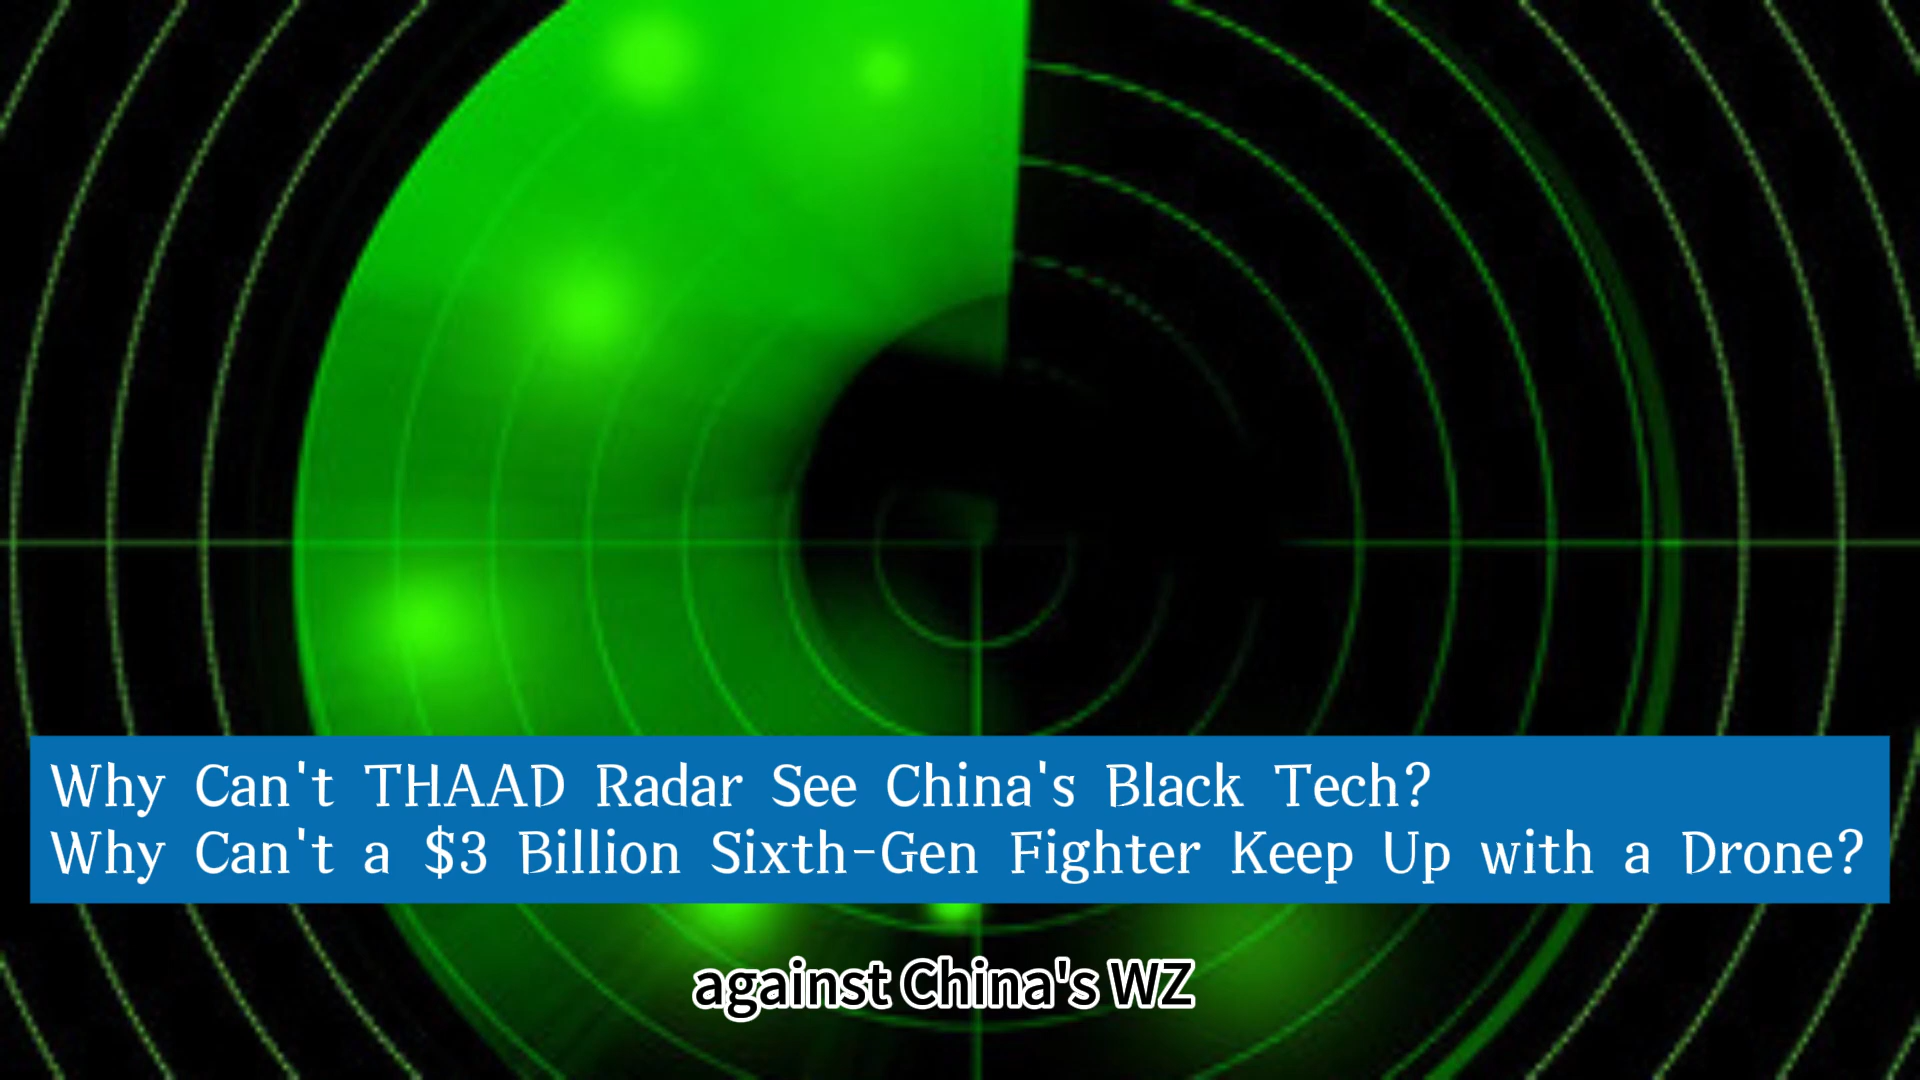 Why Can't THAAD Radar See China's Black Tech?
Why Can't a $3 Billion Sixth-Gen Fighter Keep Up with a Drone?
against China's WZ